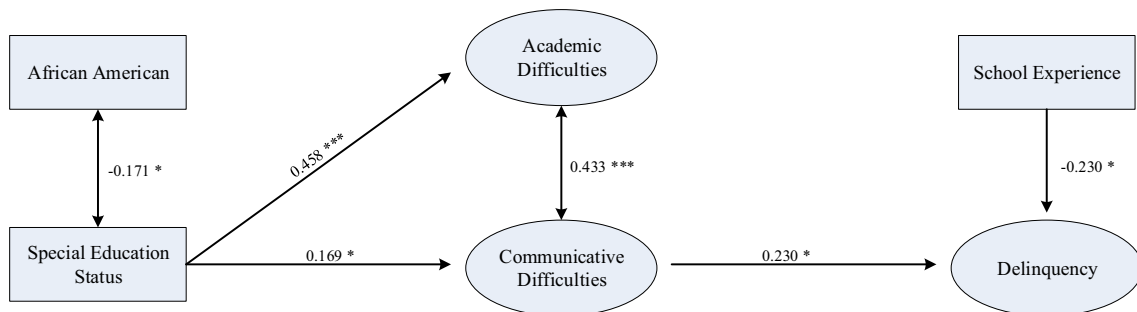 African American
Academic
Difficulties
School Experience
-0.171 *
0.458 ***
0.433 ***
-0.230 *
Special Education
Status
0.169 *
Communicative
Difficulties
0.230 *
Delinquency